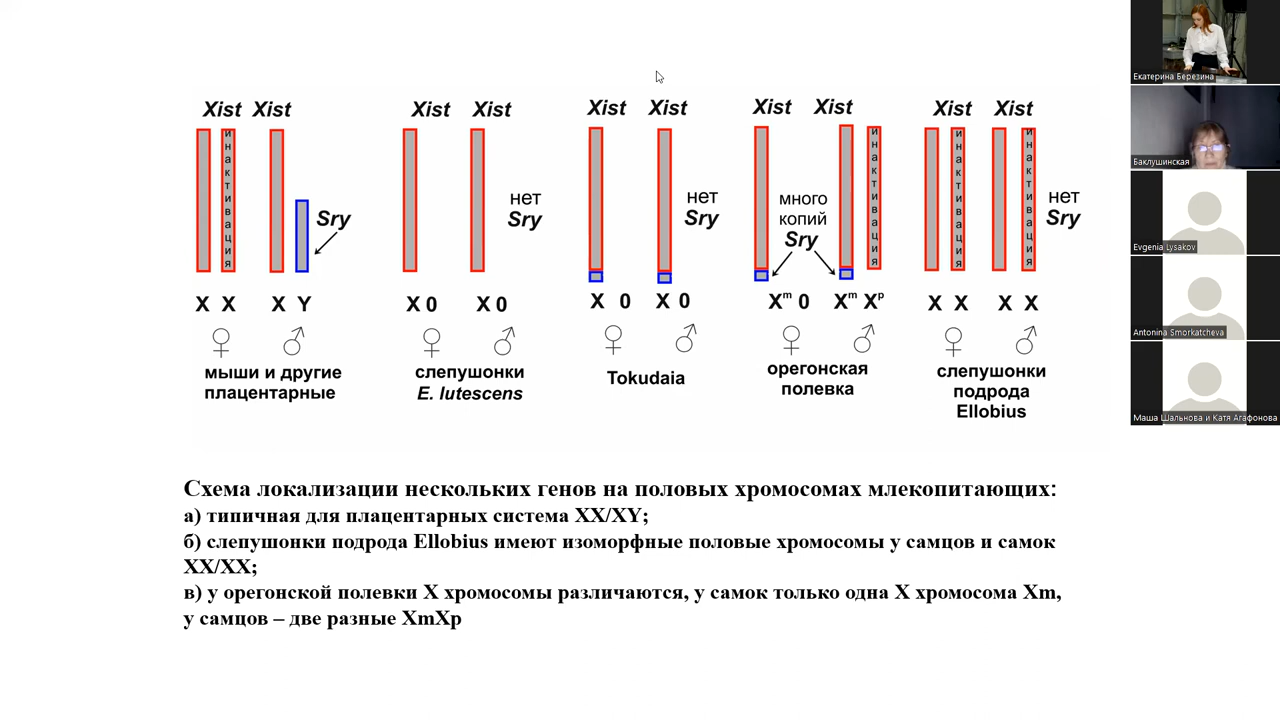 Xist Xist
Xist Xist
Xist Xist
Xist Xist
Xist Xist
инактивация
Sry
нет
Sry
нет
Sry
много
копий
Sry
инактивация
инактивация
инактивация
нет
Sry
X X X Y
X 0 X 0
X 0 X 0
Xm 0 Xm Xp
X X X X
♀ ♂
♀ ♂
♀ ♂
♀ ♂
♀ ♂
мыши и другие
плацентарные
слепушонки
E. lutescens
Tokudaia
орегонская
полевка
слепушонки
подрода
Ellobius
Схема локализации нескольких генов на половых хромосомах млекопитающих:
а) типичная для плацентарных система XX/XY;
б) слепушонки подрода Ellobius имеют изоморфные половые хромосомы у самцов и самок
XX/XX;
в) у орегонской полевки X хромосомы различаются, у самок только одна X хромосома Xm,
у самцов – две разные XmXp
Екатерина Березина
Баклушинская
Evgenia Lysakov
Antonina Smorkatcheva
Маша Шальнова и Катя Агафонова